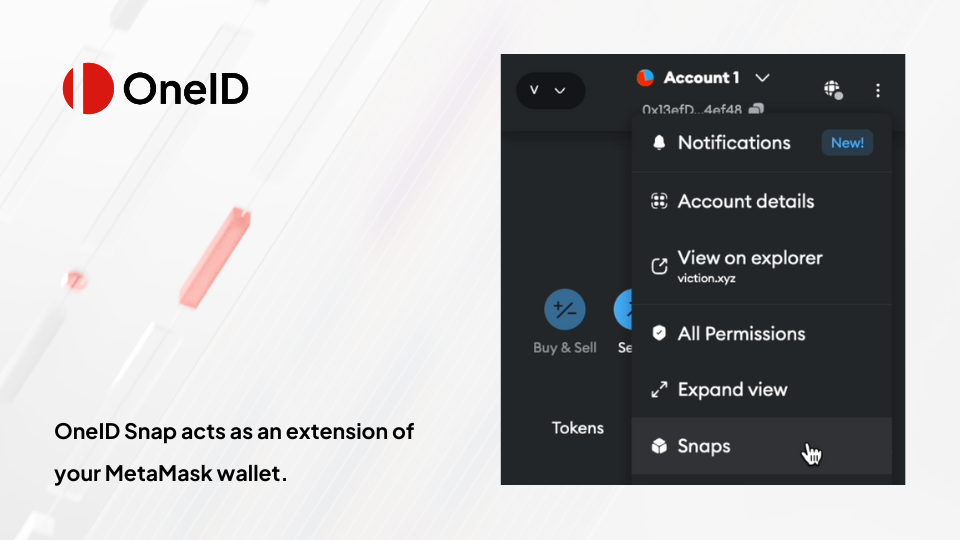 OneID
V
Account 1
0x13efD...4ef48
Notifications
New!
Account details
View on explorer
viction.xyz
Buy & Sell
Se
All Permissions
Expand view
Tokens
Snaps
OneID Snap acts as an extension of
your MetaMask wallet.